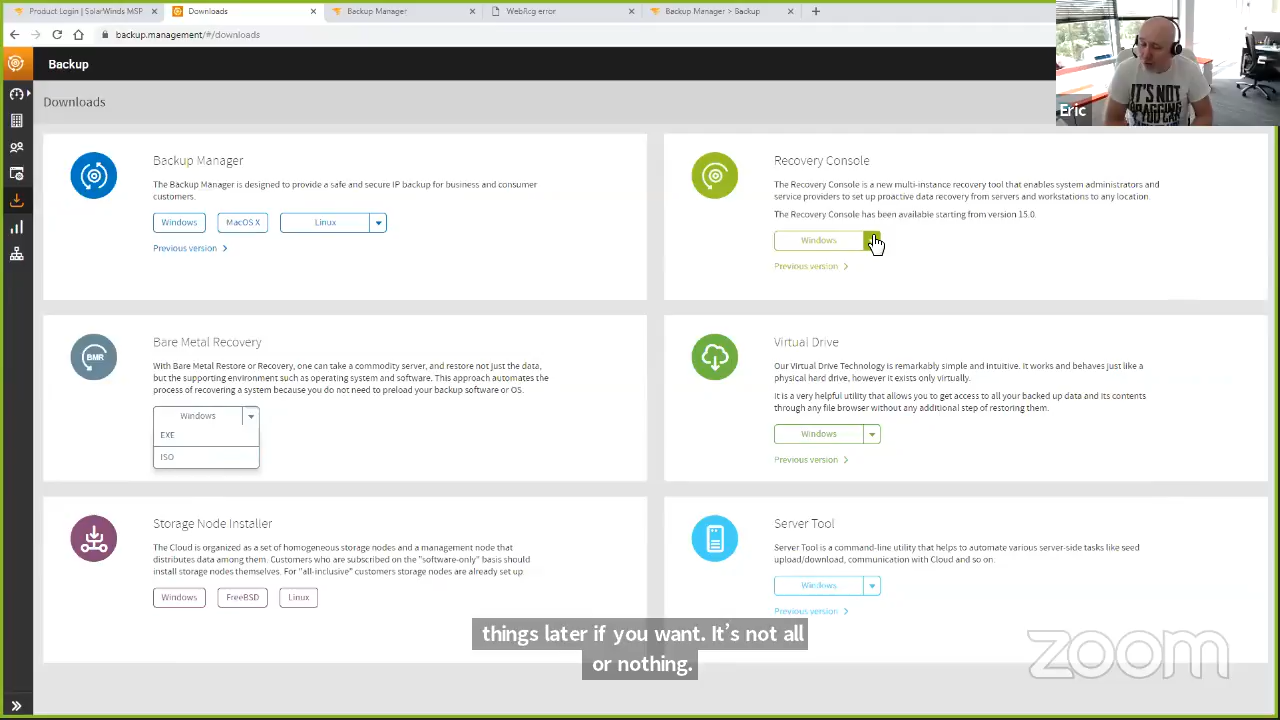 Product Login | SolarWinds MSP
Downloads
Backup Manager
WebRcg error
Backup Manager > Backup
backup.management/#/downloads
Backup
Downloads
Eric
IT'S NOT
Backup Manager
The Backup Manager is designed to provide a safe and secure IP backup for business and consumer
customers.
Windows
MacOS X
Linux
Previous version
Recovery Console
The Recovery Console is a new multi-instance recovery tool that enables system administrators and
service providers to set up proactive data recovery from servers and workstations to any location.
The Recovery Console has been available starting from version 15.0.
Windows
Previous version
BMR
Bare Metal Recovery
With Bare Metal Restore or Recovery, one can take a commodity server, and restore not just the data,
but the supporting environment such as operating system and software. This approach automates the
process of recovering a system because you do not need to preload your backup software or OS.
Windows
EXE
ISO
Virtual Drive
Our Virtual Drive Technology is remarkably simple and intuitive. It works and behaves just like a
physical hard drive, however it exists only virtually.
It is a very helpful utility that allows you to get access to all your backed up data and its contents
through any file browser without any additional step of restoring them.
Windows
Previous version
Storage Node Installer
The Cloud is organized as a set of homogeneous storage nodes and a management node that
distributes data among them. Customers who are subscribed on the "software-only" basis should
install storage nodes themselves. For "all-inclusive" customers storage nodes are already set up.
Windows
FreeBSD
Linux
Server Tool
Server Tool is a command-line utility that helps to automate various server-side tasks like seed
upload/download, communication with Cloud and so on.
Windows
Previous version
things later if you want. It's not all
or nothing.
zoom